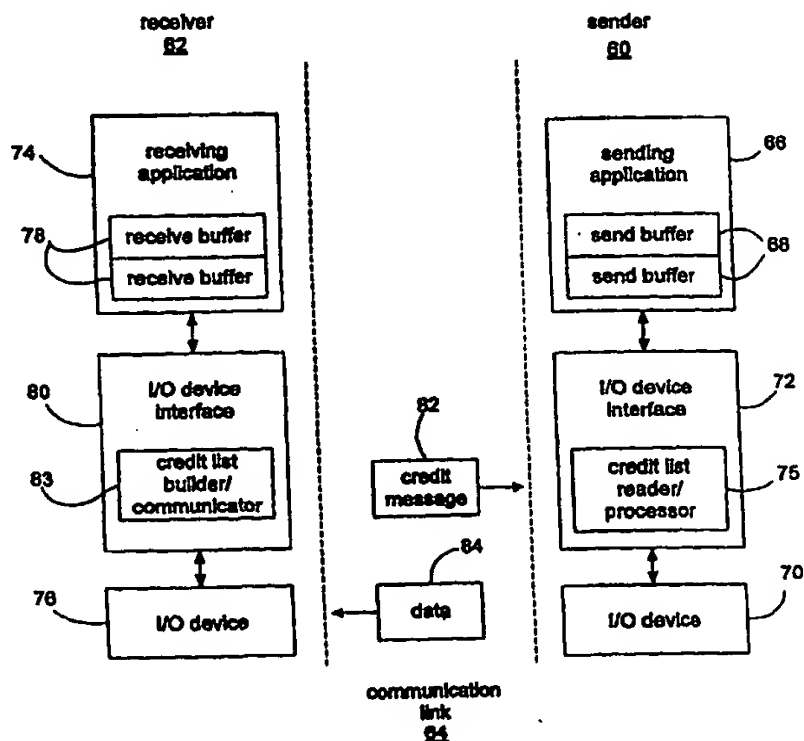 receiver
62
sender
60
74
receiving
application
78
receive buffer
receive buffer
sending
application
66
send buffer
send buffer
68
80
I/O device
interface
83
credit list
builder/
communicator
82
credit
message
I/O device
interface
72
credit list
reader/
processor
75
76
I/O device
84
data
I/O device
70
communication
link
64